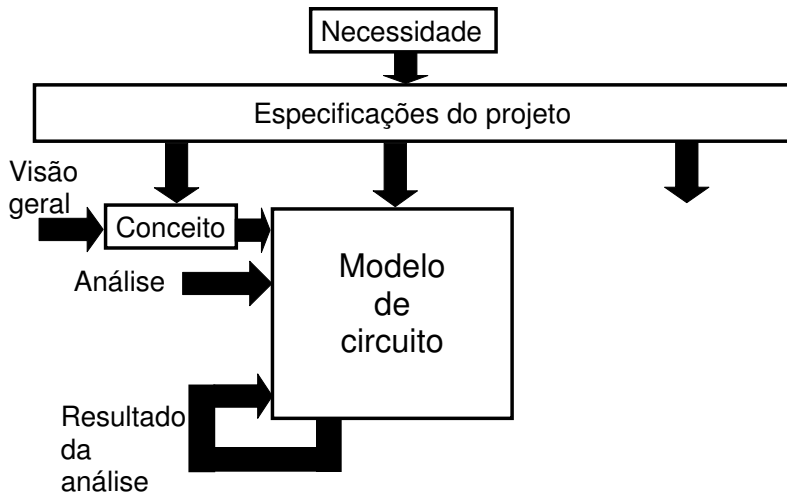 Necessidade
Especificações do projeto
Visão
geral
Conceito
Análise
Modelo
de
circuito
Resultado
da
análise